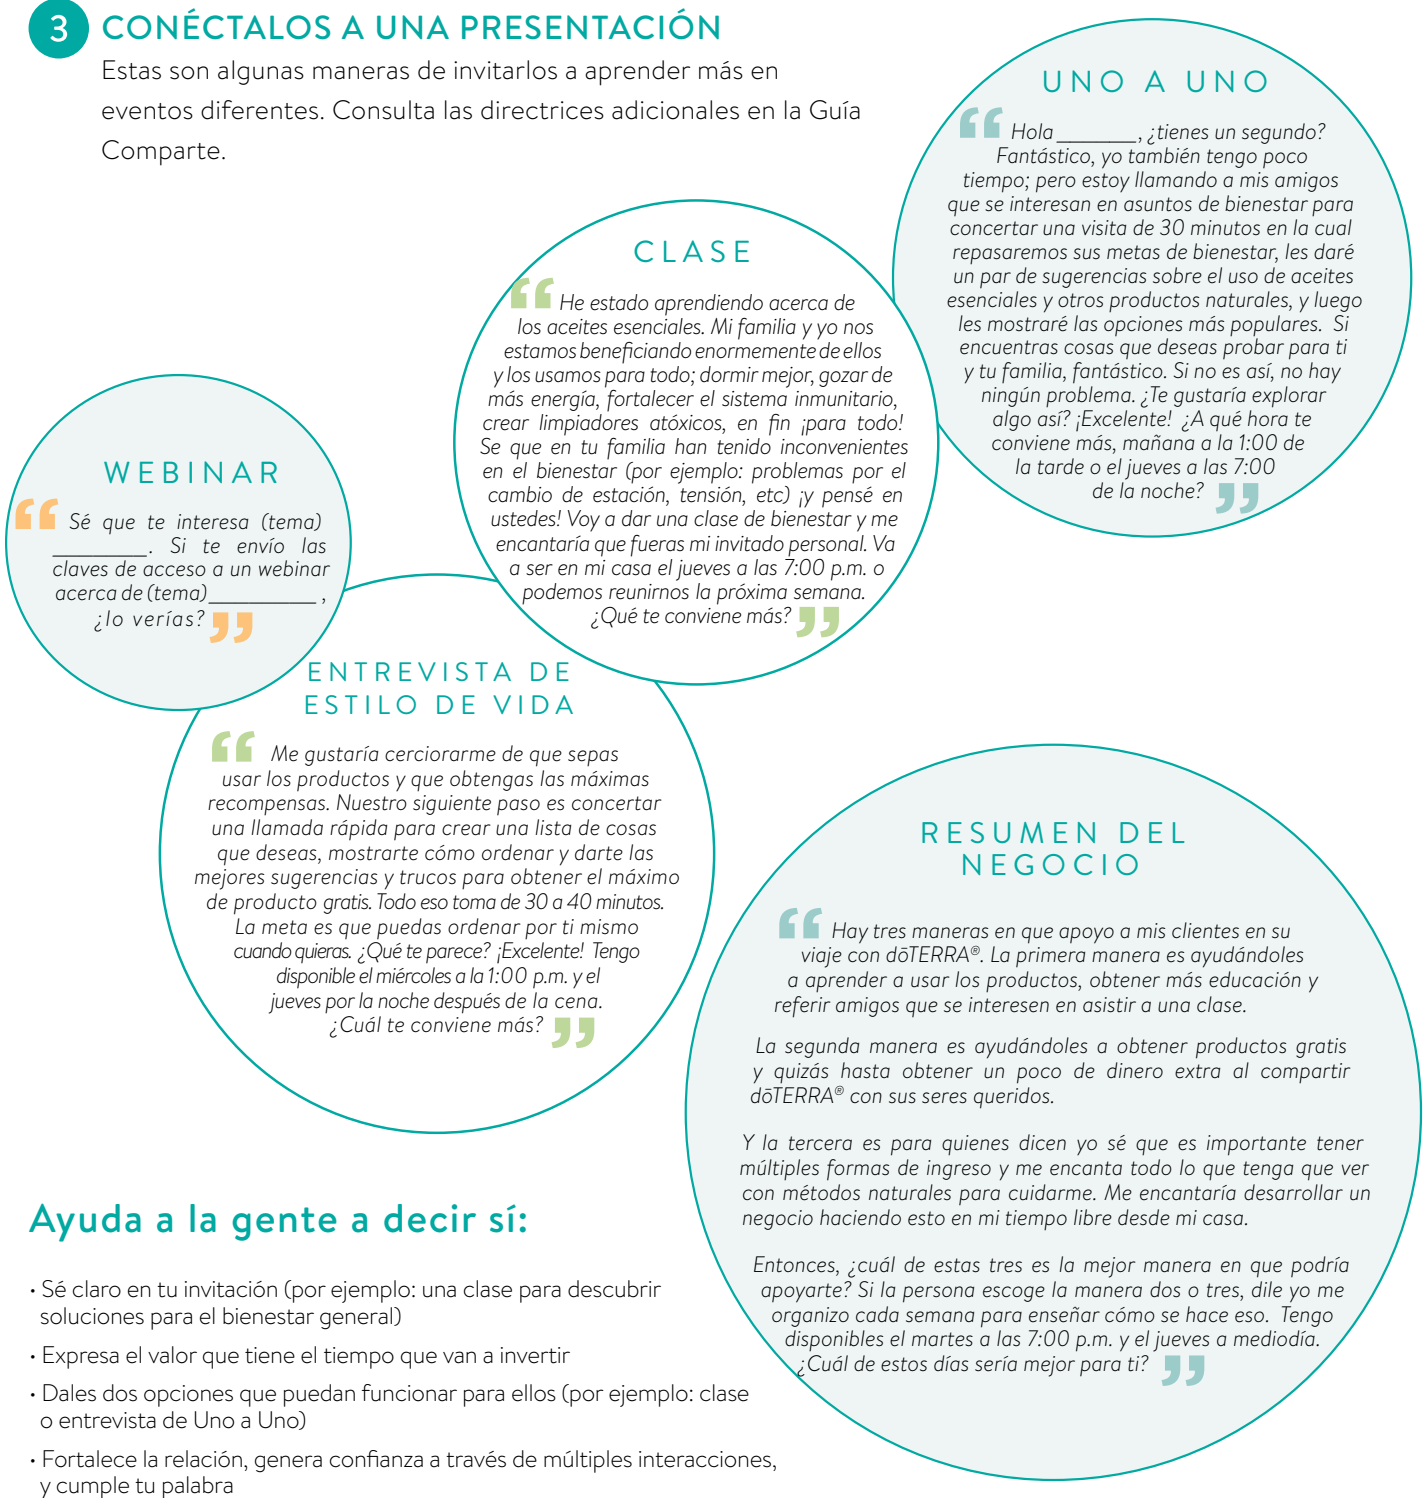 3 CONÉCTALOS A UNA PRESENTACIÓN
Estas son algunas maneras de invitarlos a aprender más en
eventos diferentes. Consulta las directrices adicionales en la Guía
Comparte.
UNO A UNO
“ Hola ________, ¿tienes un segundo?
Fantástico, yo también tengo poco
tiempo; pero estoy llamando a mis amigos
que se interesan en asuntos de bienestar para
concertar una visita de 30 minutos en la cual
repasaremos sus metas de bienestar, les daré
un par de sugerencias sobre el uso de aceites
esenciales y otros productos naturales, y luego
les mostraré las opciones más populares. Si
encuentras cosas que deseas probar para ti
y tu familia, fantástico. Si no es así, no hay
ningún problema. ¿Te gustaría explorar
algo así? ¡Excelente! ¿A qué hora te
conviene más, mañana a la 1:00 de
la tarde o el jueves a las 7:00
de la noche? ”
CLASE
“ He estado aprendiendo acerca de
los aceites esenciales. Mi familia y yo nos
estamos beneficiando enormemente de ellos
y los usamos para todo; dormir mejor, gozar de
más energía, fortalecer el sistema inmunitario,
crear limpiadores atóxicos, en fin ¡para todo!
Se que en tu familia han tenido inconvenientes
en el bienestar (por ejemplo: problemas por el
cambio de estación, tensión, etc) ¡y pensé en
ustedes! Voy a dar una clase de bienestar y me
encantaría que fueras mi invitado personal. Va
a ser en mi casa el jueves a las 7:00 p.m. o
podemos reunirnos la próxima semana.
¿Qué te conviene más? ”
WEBINAR
“ Sé que te interesa (tema)
_________. Si te envío las
claves de acceso a un webinar
acerca de (tema)__________ ,
¿lo verías? ”
ENTREVISTA DE
ESTILO DE VIDA
“ Me gustaría cerciorarme de que sepas
usar los productos y que obtengas las máximas
recompensas. Nuestro siguiente paso es concertar
una llamada rápida para crear una lista de cosas
que deseas, mostrarte cómo ordenar y darte las
mejores sugerencias y trucos para obtener el máximo
de producto gratis. Todo eso toma de 30 a 40 minutos.
La meta es que puedas ordenar por ti mismo
cuando quieras. ¿Qué te parece? ¡Excelente! Tengo
disponible el miércoles a la 1:00 p.m. y el
jueves por la noche después de la cena.
¿Cuál te conviene más? ”
RESUMEN DEL
NEGOCIO
“ Hay tres maneras en que apoyo a mis clientes en su
viaje con dōTERRA®. La primera manera es ayudándoles
a aprender a usar los productos, obtener más educación y
referir amigos que se interesen en asistir a una clase.
La segunda manera es ayudándoles a obtener productos gratis
y quizás hasta obtener un poco de dinero extra al compartir
dōTERRA® con sus seres queridos.
Y la tercera es para quienes dicen yo sé que es importante tener
múltiples formas de ingreso y me encanta todo lo que tenga que ver
con métodos naturales para cuidarme. Me encantaría desarrollar un
negocio haciendo esto en mi tiempo libre desde mi casa.
Entonces, ¿cuál de estas tres es la mejor manera en que podría
apoyarte? Si la persona escoge la manera dos o tres, dile yo me
organizo cada semana para enseñar cómo se hace eso. Tengo
disponibles el martes a las 7:00 p.m. y el jueves a mediodía.
¿Cuál de estos días sería mejor para ti? ”
Ayuda a la gente a decir sí:
• Sé claro en tu invitación (por ejemplo: una clase para descubrir
soluciones para el bienestar general)
• Expresa el valor que tiene el tiempo que van a invertir
• Dales dos opciones que puedan funcionar para ellos (por ejemplo: clase
o entrevista de Uno a Uno)
• Fortalece la relación, genera confianza a través de múltiples interacciones,
y cumple tu palabra